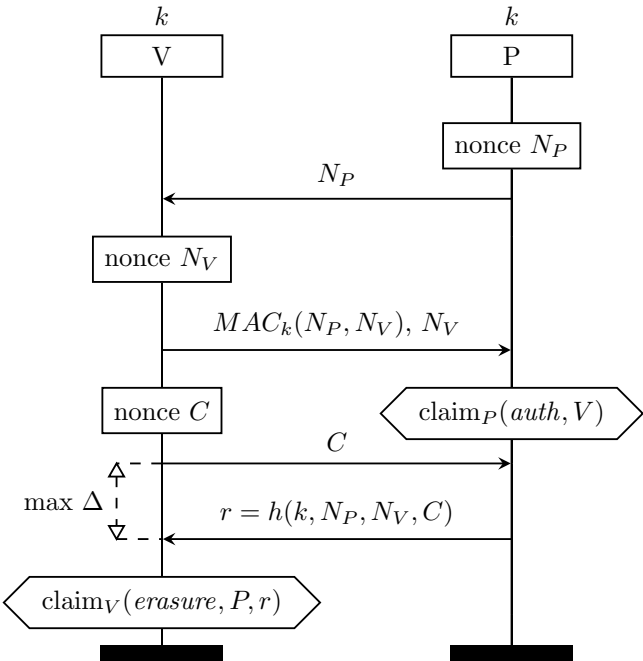 k k
V P
nonce N_P
N_P
nonce N_V
MAC_k(N_P, N_V), N_V
nonce C claim_P(auth, V)
C
max Δ
r = h(k, N_P, N_V, C)
claim_V(erasure, P, r)